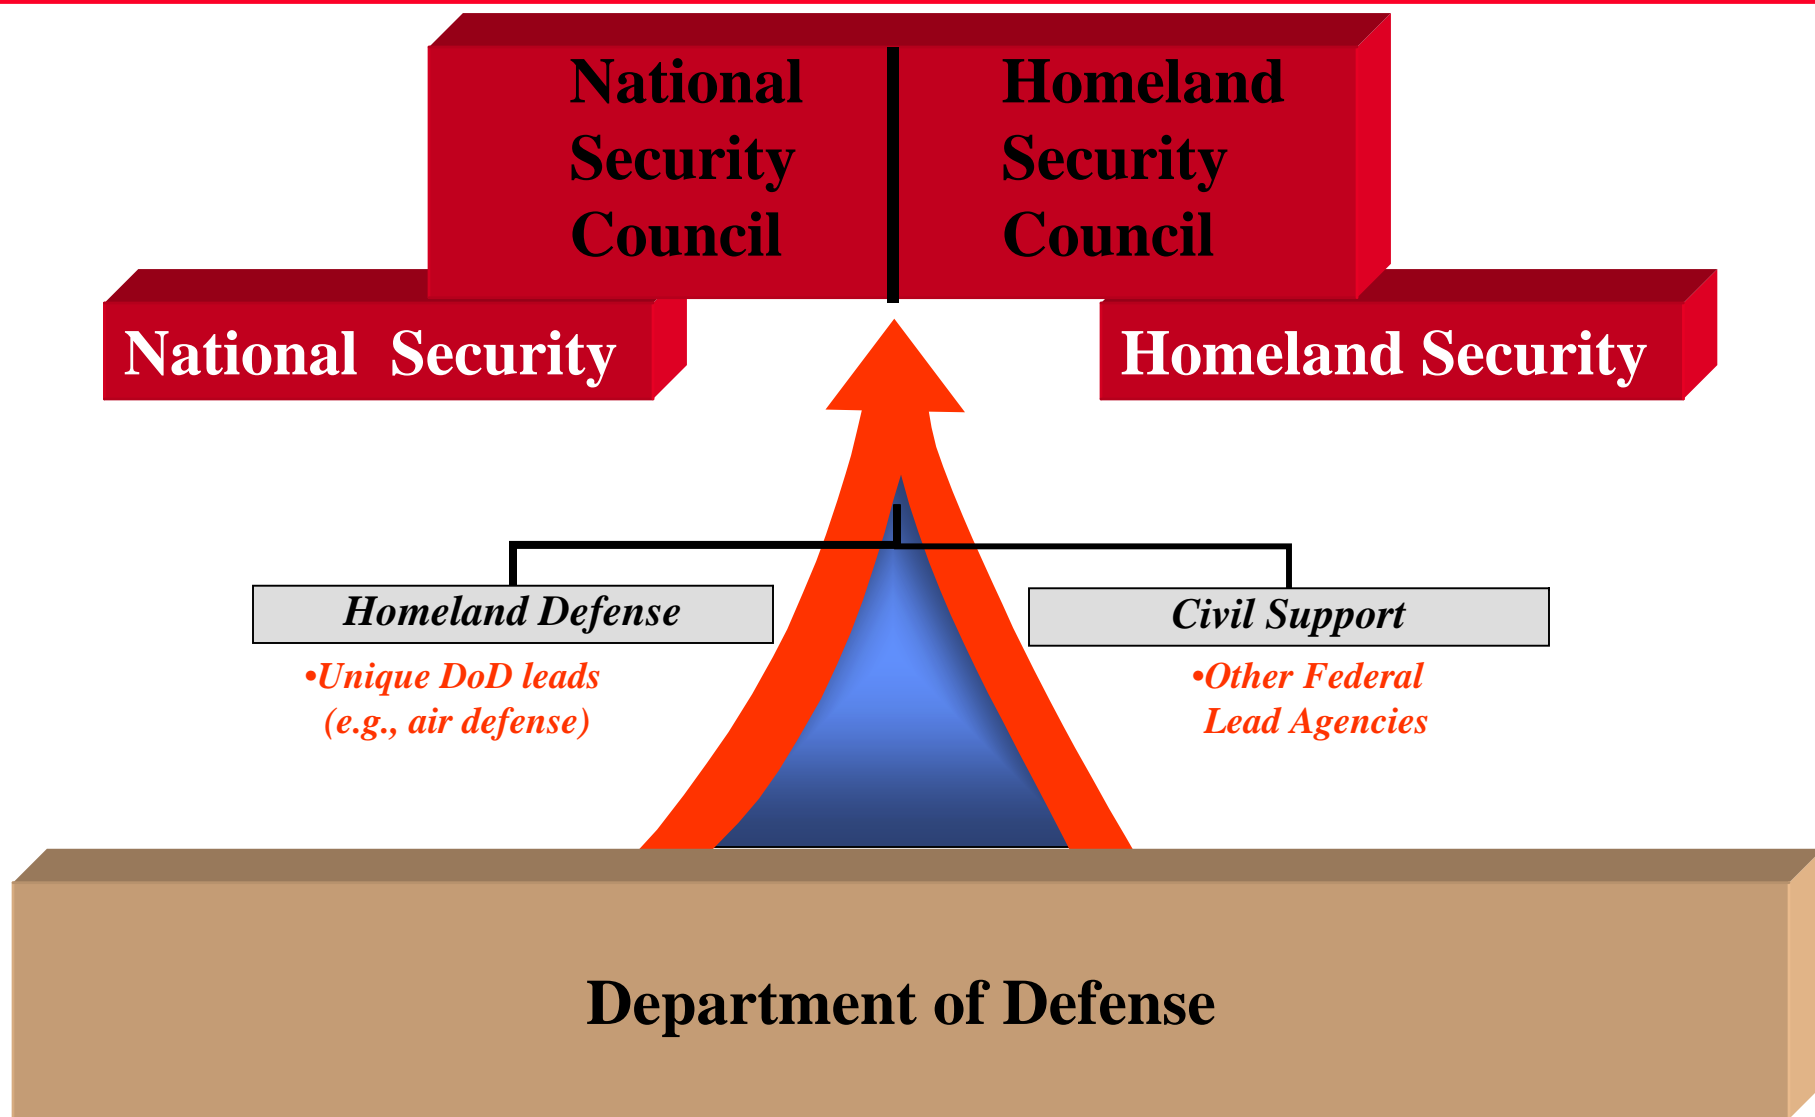 National
Security
Council
Homeland
Security
Council
National  Security
Homeland Security
Homeland Defense
•Unique DoD leads
(e.g., air defense)
Civil Support
•Other Federal
Lead Agencies
Department of Defense